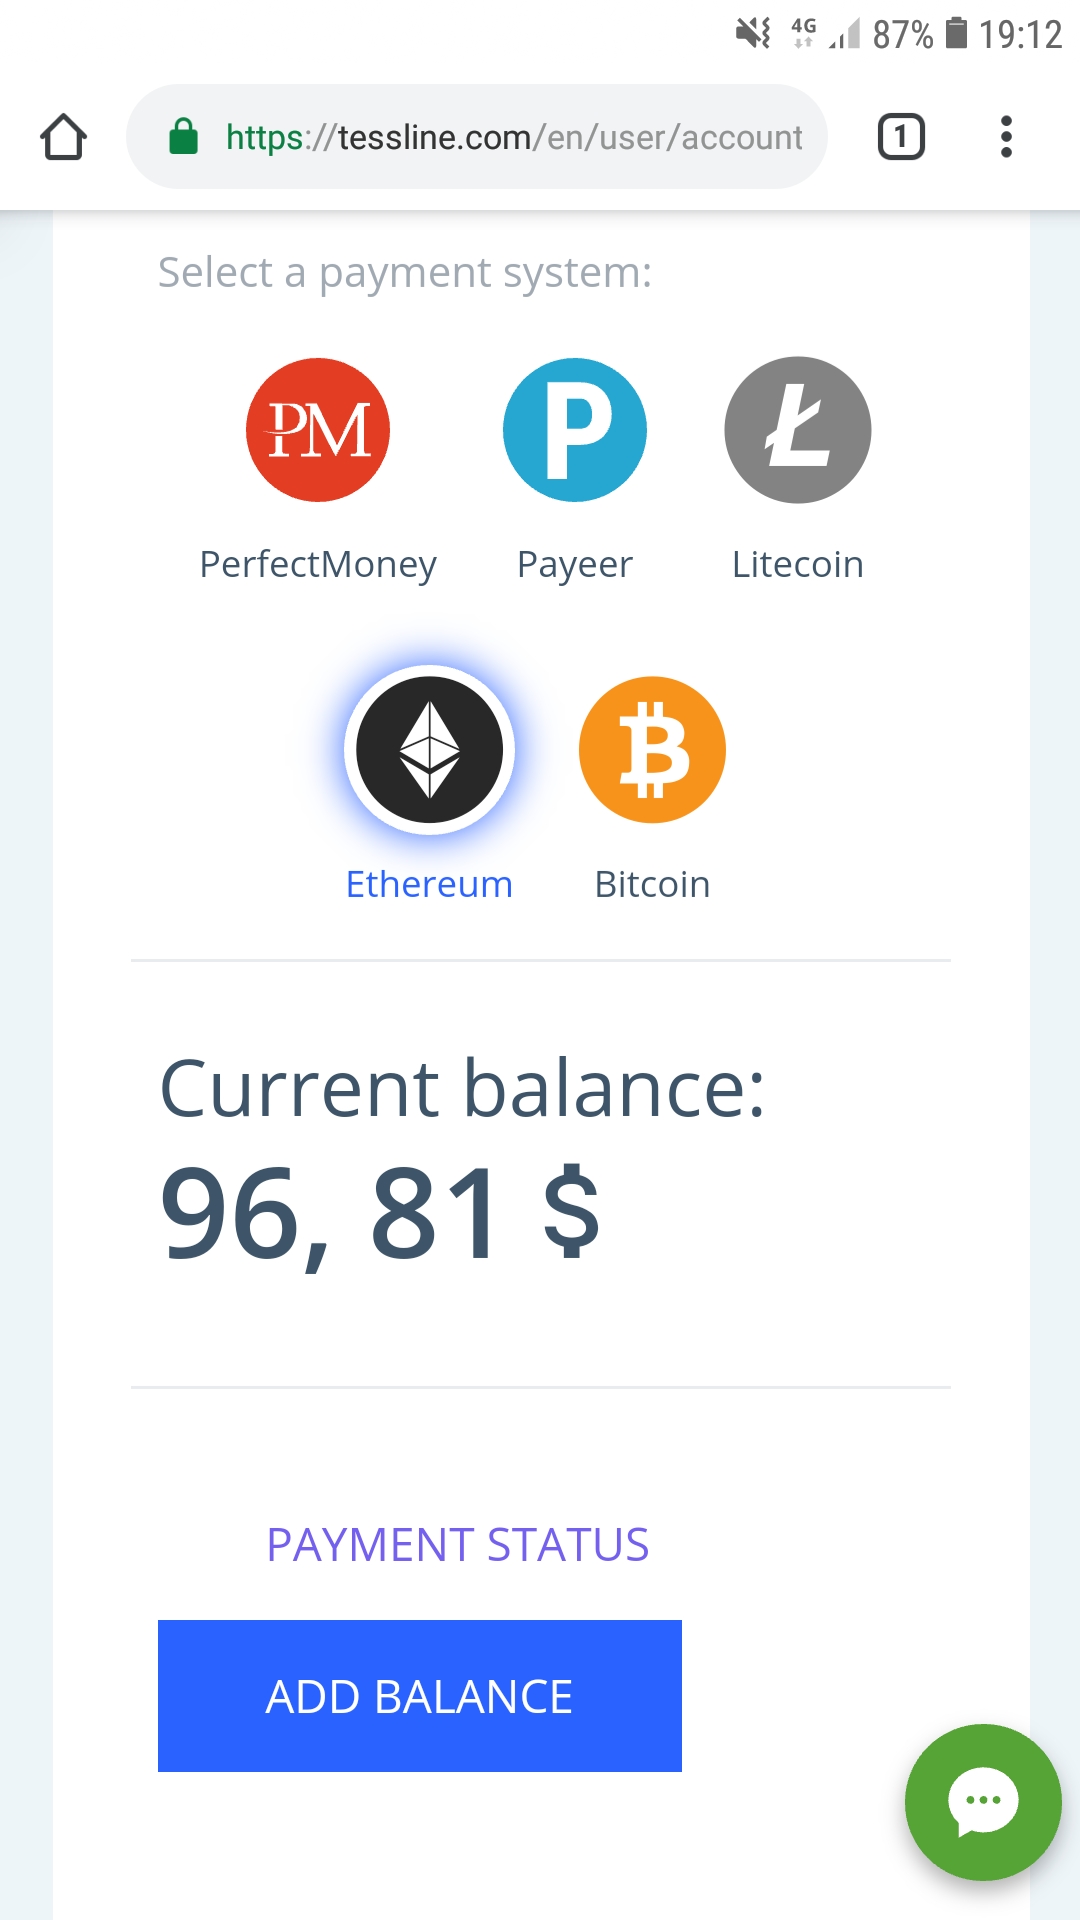 4G 87% 19:12
https://tessline.com/en/user/account 1
Select a payment system:
PM P Ł
PerfectMoney Payeer Litecoin
Ethereum Bitcoin
Current balance:
96, 81 $
PAYMENT STATUS
ADD BALANCE